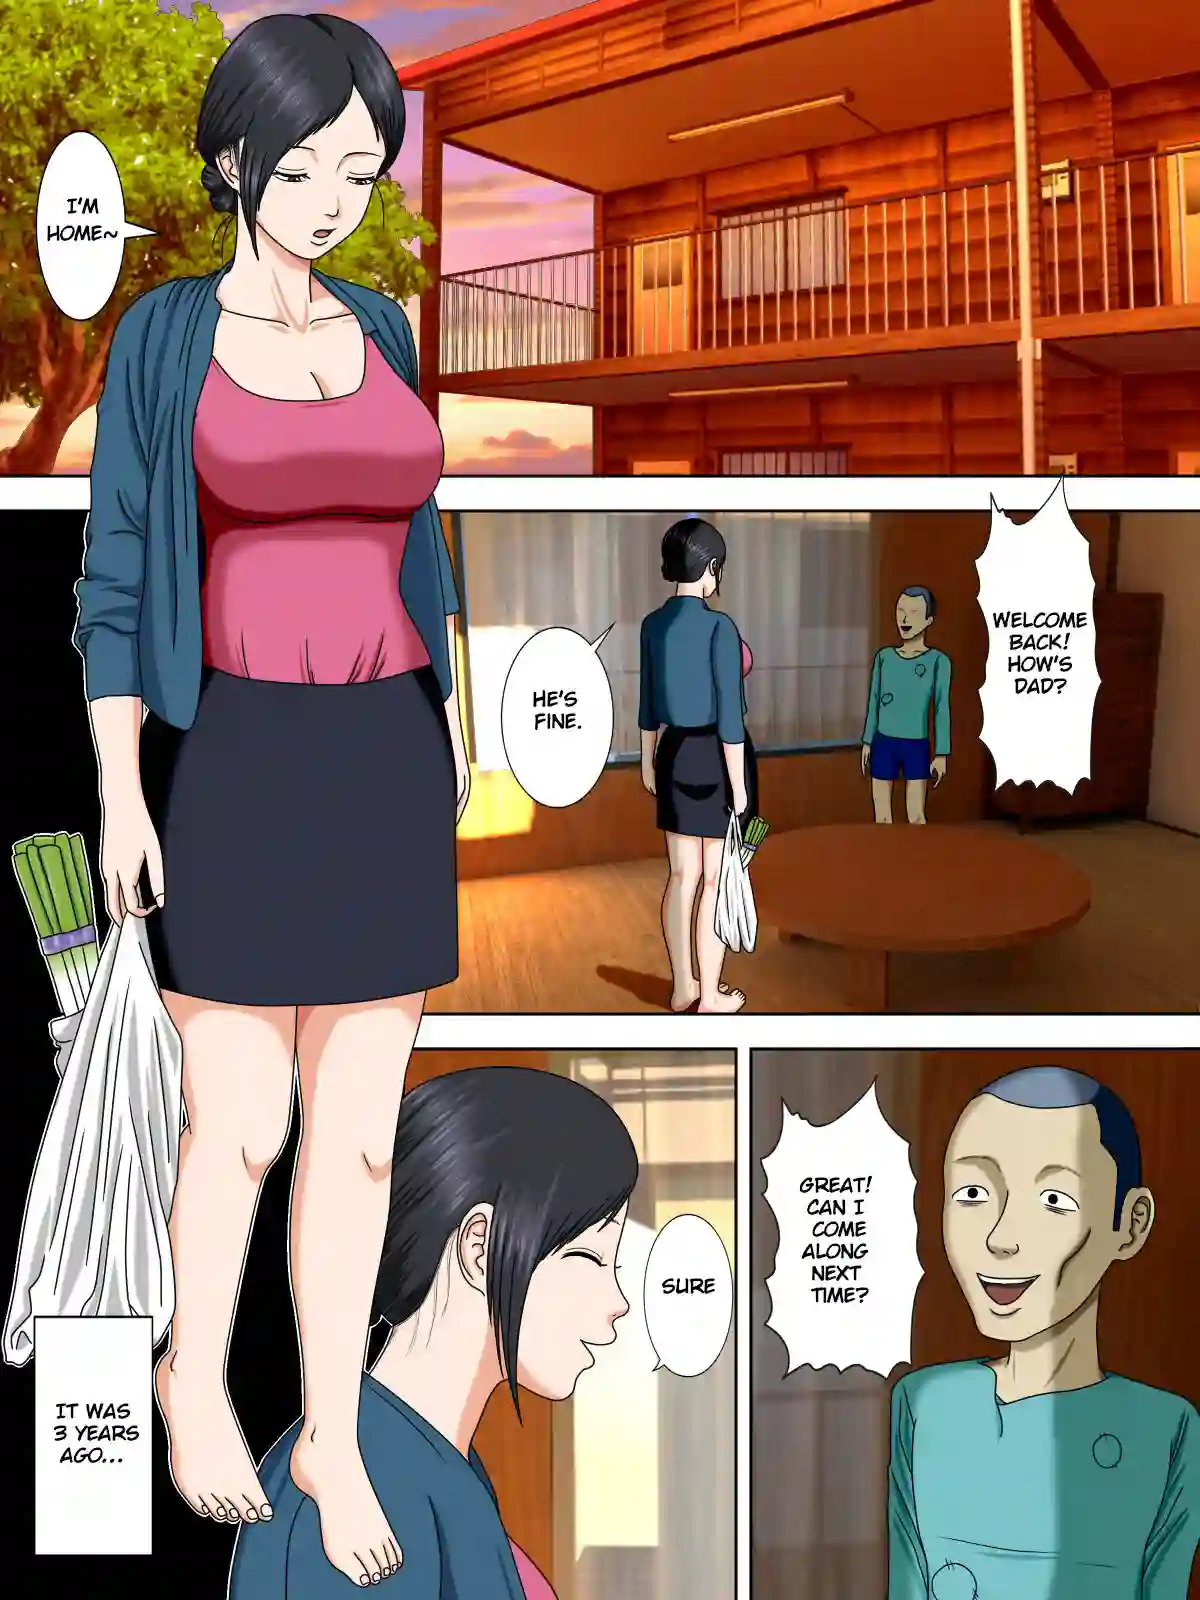 I'M
HOME~
WELCOME
BACK!
HOW'S
DAD?
HE'S
FINE.
GREAT!
CAN I
COME
ALONG
NEXT
TIME?
SURE
IT WAS
3 YEARS
AGO...